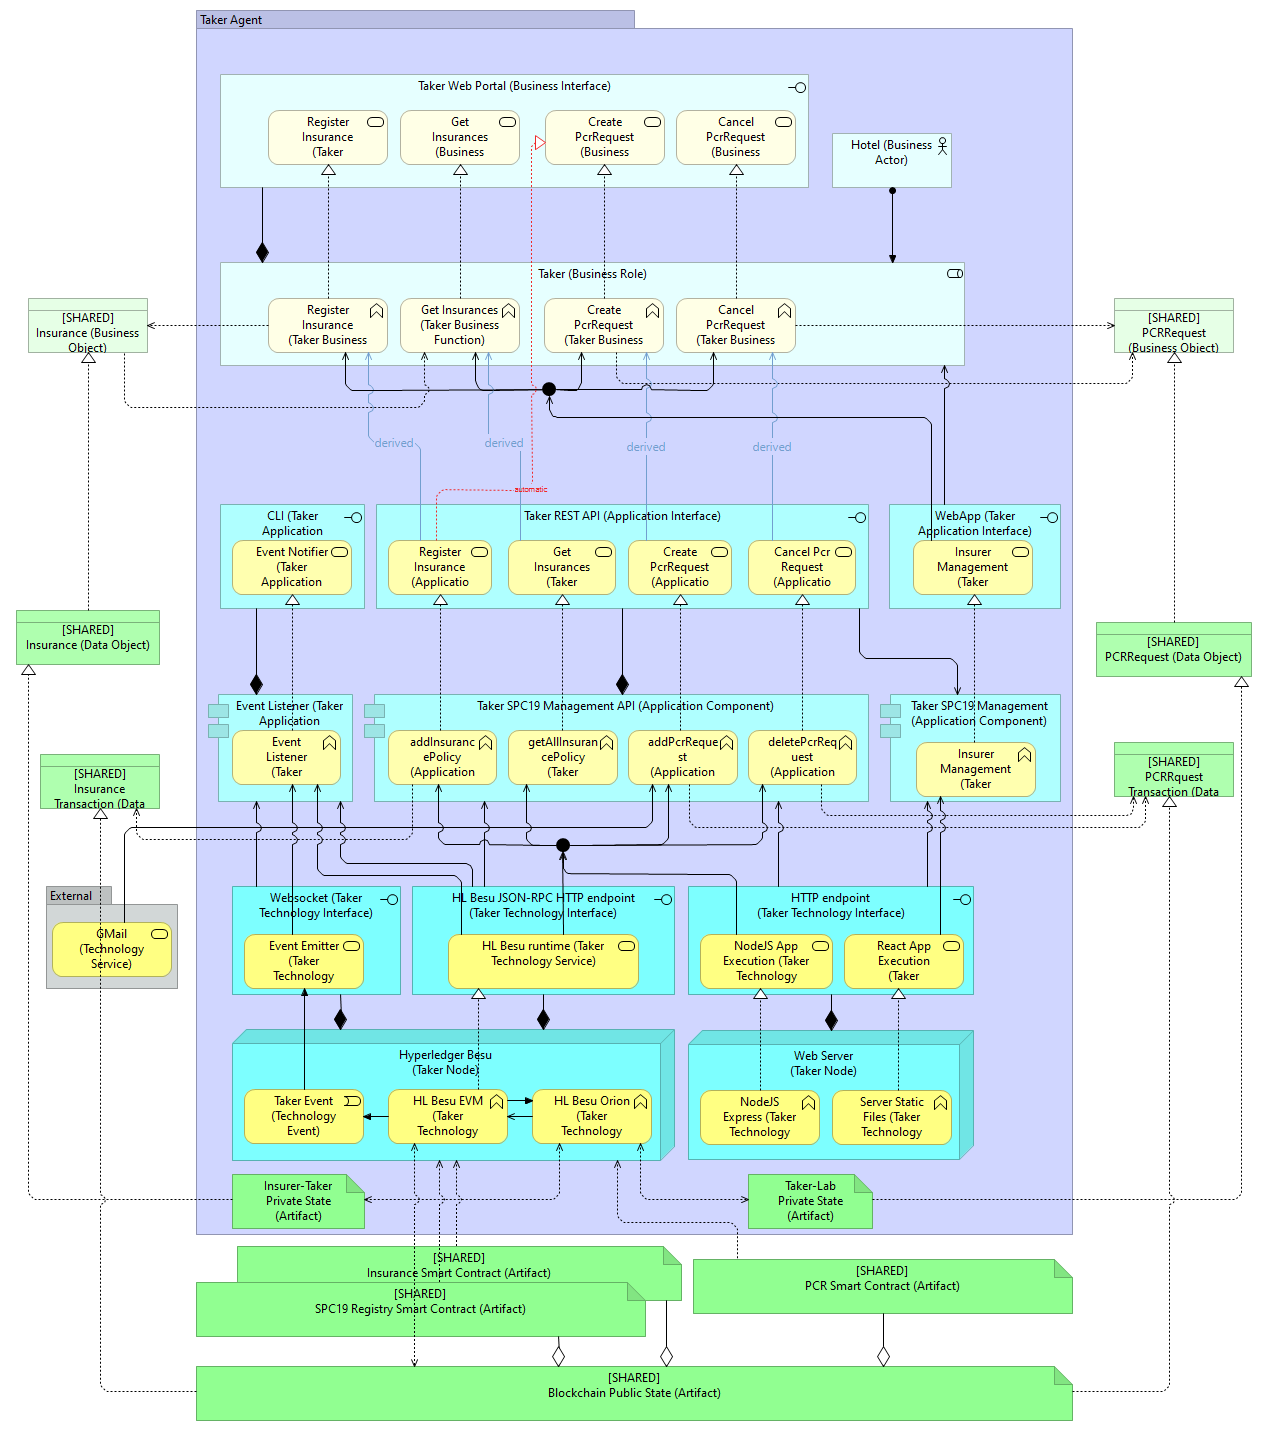 Taker Agent
Taker Web Portal (Business Interface)
Register
Insurance
(Taker
Get
Insurances
(Business
Create
PcrRequest
(Business
Cancel
PcrRequest
(Business
Hotel (Business
Actor)
Taker (Business Role)
Register
Insurance
(Taker Business
Get Insurances
(Taker Business
Function)
Create
PcrRequest
(Taker Business
Cancel
PcrRequest
(Taker Business
[SHARED]
Insurance (Business
Object)
[SHARED]
PCRRequest
(Business Object)
derived
derived
derived
derived
automatic
CLI (Taker
Application
Event Notifier
(Taker
Application
Taker REST API (Application Interface)
Register
Insurance
(Applicatio
Get
Insurances
(Taker
Create
PcrRequest
(Applicatio
Cancel Pcr
Request
(Applicatio
WebApp (Taker
Application Interface)
Insurer
Management
(Taker
[SHARED]
Insurance (Data Object)
[SHARED]
PCRRequest (Data Object)
Event Listener (Taker
Application
Event
Listener
(Taker
Taker SPC19 Management API (Application Component)
addInsuranc
ePolicy
(Application
getAllInsuran
cePolicy
(Taker
addPcrReque
st
(Application
deletePcrReq
uest
(Application
Taker SPC19 Management
(Application Component)
Insurer
Management
(Taker
[SHARED]
Insurance
Transaction (Data
[SHARED]
PCRRquest
Transaction (Data
External
GMail
(Technology
Service)
Websocket (Taker
Technology Interface)
Event Emitter
(Taker
Technology
HL Besu JSON-RPC HTTP endpoint
(Taker Technology Interface)
HL Besu runtime (Taker
Technology Service)
HTTP endpoint
(Taker Technology Interface)
NodeJS App
Execution (Taker
Technology
React App
Execution
(Taker
Hyperledger Besu
(Taker Node)
Taker Event
(Technology
Event)
HL Besu EVM
(Taker
Technology
HL Besu Orion
(Taker
Technology
Web Server
(Taker Node)
NodeJS
Express (Taker
Technology
Server Static
Files (Taker
Technology
Insurer-Taker
Private State
(Artifact)
Taker-Lab
Private State
(Artifact)
[SHARED]
Insurance Smart Contract (Artifact)
[SHARED]
SPC19 Registry Smart Contract (Artifact)
[SHARED]
PCR Smart Contract (Artifact)
[SHARED]
Blockchain Public State (Artifact)